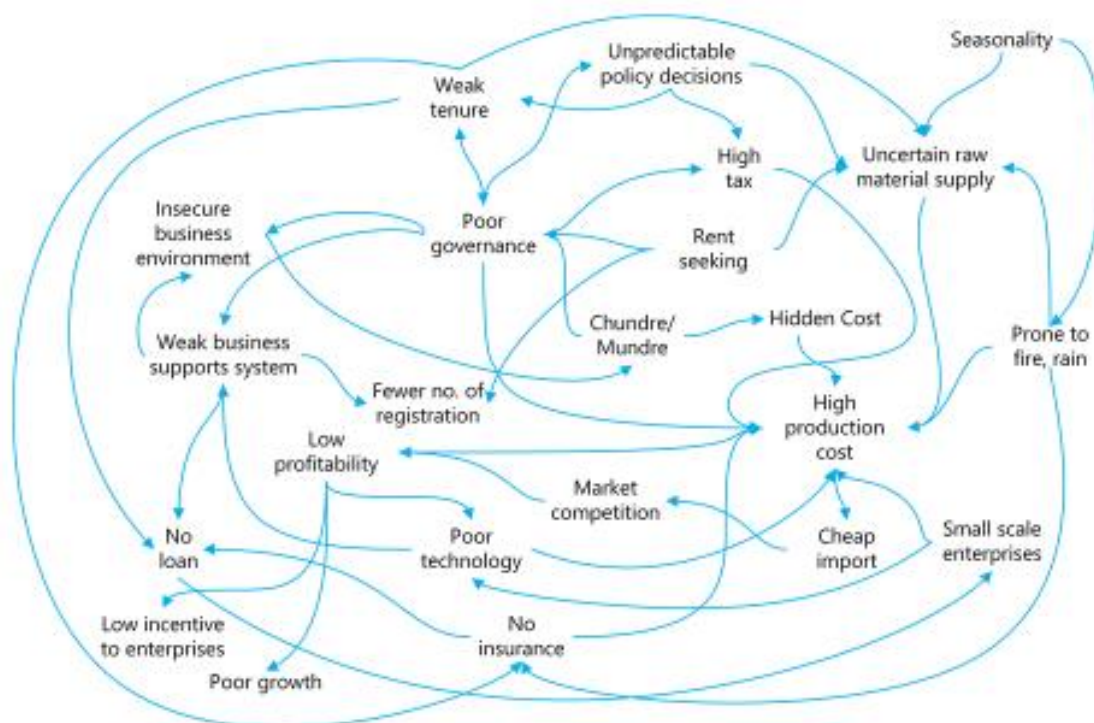 Seasonality
Unpredictable
policy decisions
Weak
tenure
High
tax
Uncertain raw
material supply
Insecure
business
environment
Poor
governance
Rent
seeking
Chundre/
Mundre
Hidden Cost
Prone to
fire, rain
Weak business
supports system
Fewer no. of
registration
High
production
cost
Low
profitability
Market
competition
No
loan
Poor
technology
Cheap
import
Small scale
enterprises
Low incentive
to enterprises
No
insurance
Poor growth